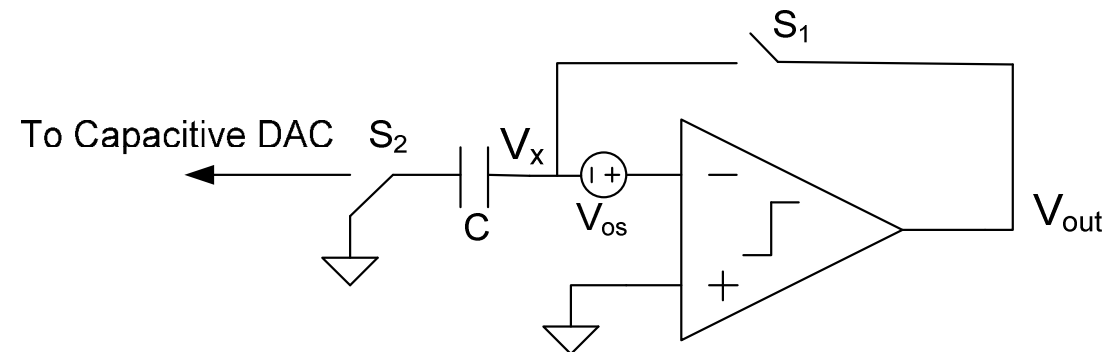 S₁
To Capacitive DAC S₂
Vₓ
C
Vos
Vout
− +
− +